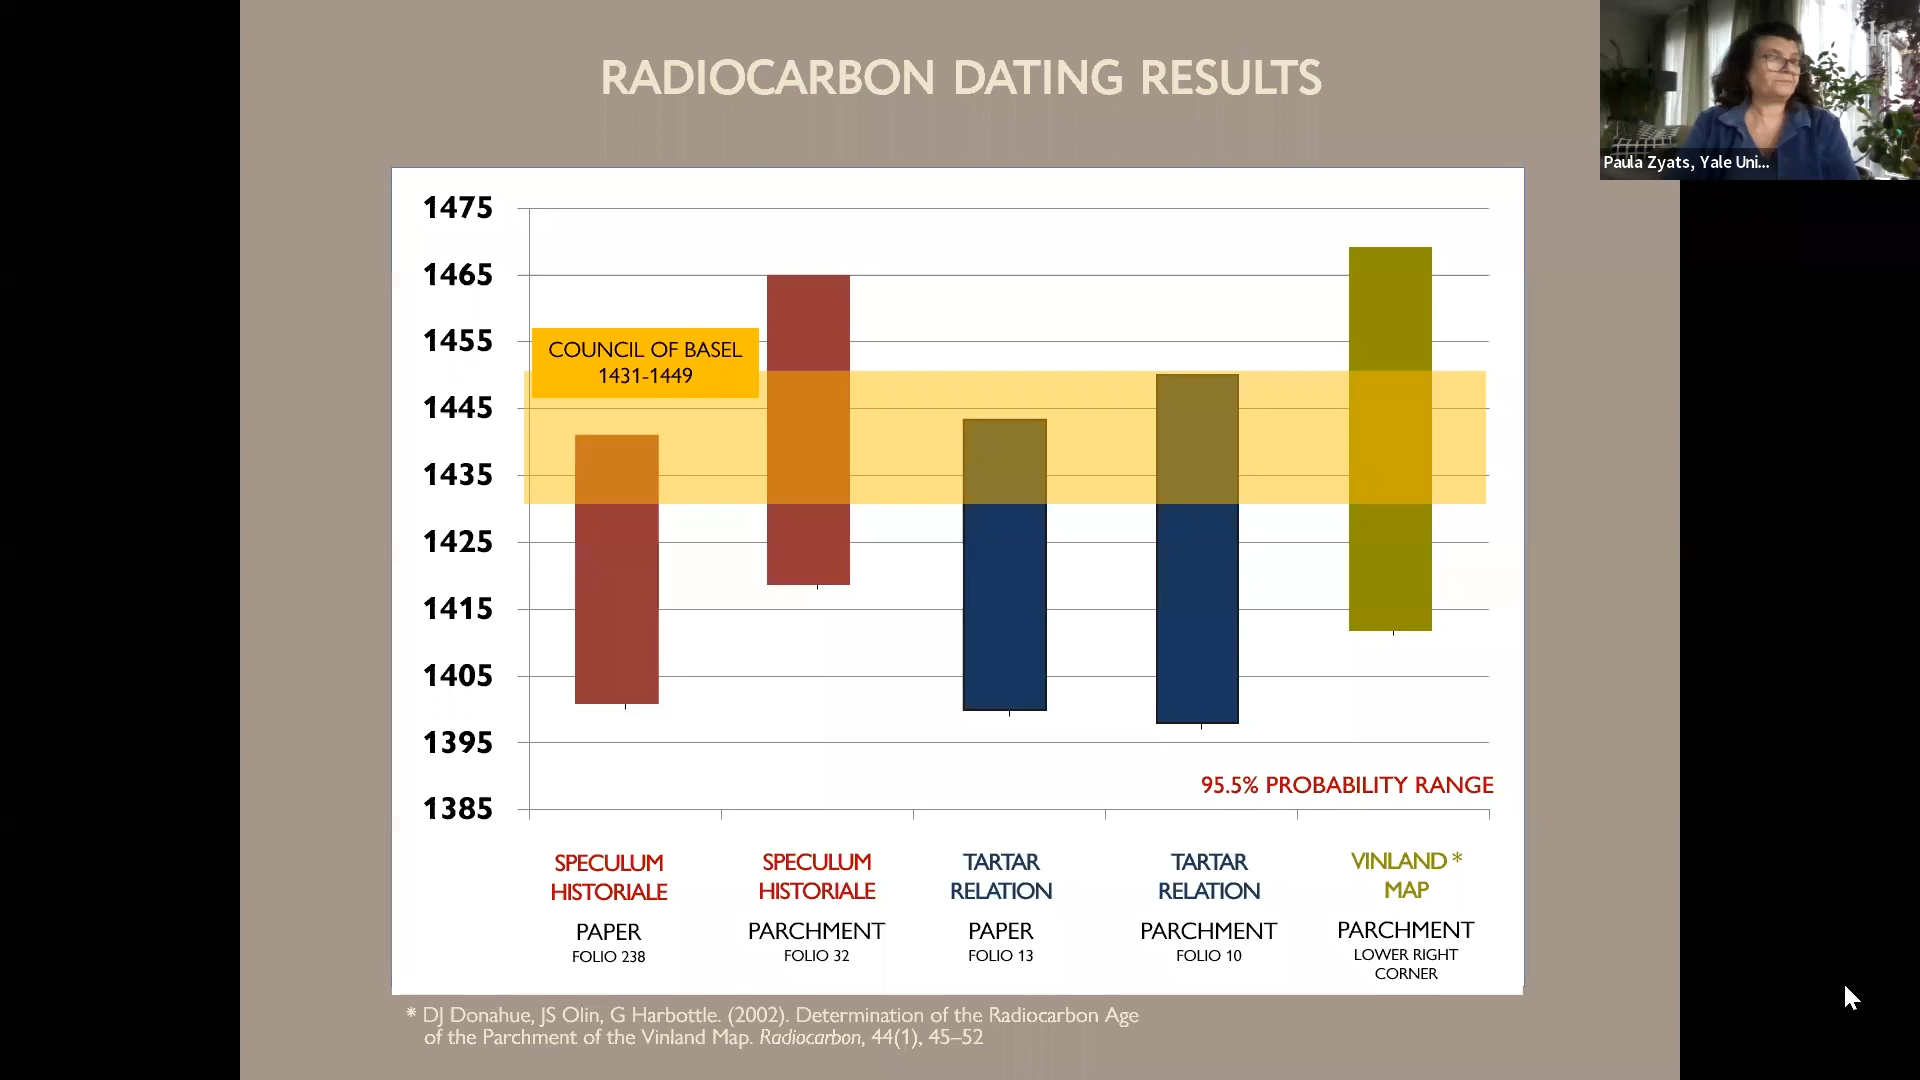 RADIOCARBON DATING RESULTS
Paula Zyats, Yale Uni...
1475
1465
1455
1445
1435
1425
1415
1405
1395
1385
COUNCIL OF BASEL
1431-1449
95.5% PROBABILITY RANGE
SPECULUM
HISTORIALE
PAPER
FOLIO 238
SPECULUM
HISTORIALE
PARCHMENT
FOLIO 32
TARTAR
RELATION
PAPER
FOLIO 13
TARTAR
RELATION
PARCHMENT
FOLIO 10
VINLAND *
MAP
PARCHMENT
LOWER RIGHT
CORNER
* DJ Donahue, JS Olin, G Harbottle. (2002). Determination of the Radiocarbon Age
of the Parchment of the Vinland Map. Radiocarbon, 44(1), 45–52